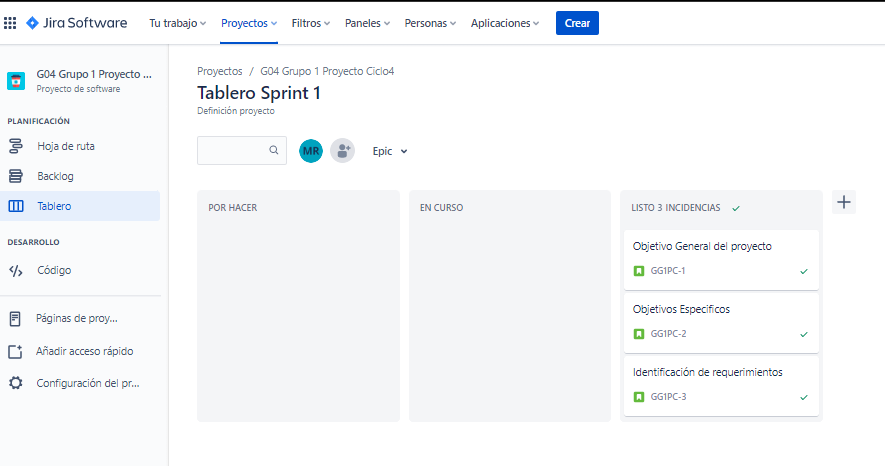 Jira Software Tu trabajo Proyectos Filtros Paneles Personas Aplicaciones Crear
G04 Grupo 1 Proyecto ...
Proyecto de software
PLANIFICACIÓN
Hoja de ruta
Backlog
Tablero
DESARROLLO
Código
Páginas de proy...
Añadir acceso rápido
Configuración del pr...
Proyectos / G04 Grupo 1 Proyecto Ciclo4
Tablero Sprint 1
Definición proyecto
MR Epic
POR HACER
EN CURSO
LISTO 3 INCIDENCIAS
Objetivo General del proyecto
GG1PC-1
Objetivos Especificos
GG1PC-2
Identificación de requerimientos
GG1PC-3